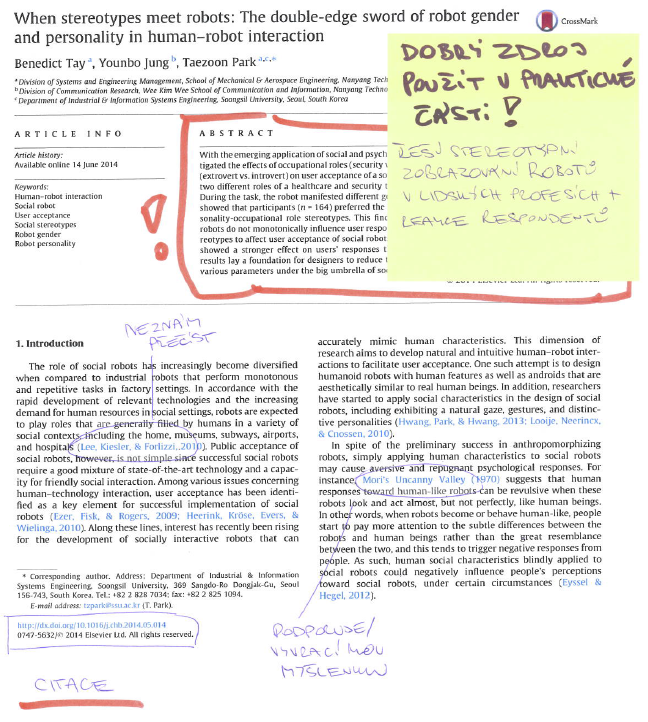 When stereotypes meet robots: The double-edge sword of robot gender
and personality in human–robot interaction
CrossMark
Benedict Tay a, Younbo Jung b, Taezoon Park a,c,*
a Division of Systems and Engineering Management, School of Mechanical & Aerospace Engineering, Nanyang Tech
b Division of Communication Research, Wee Kim Wee School of Communication and Information, Nanyang Techno
c Department of Industrial & Information Systems Engineering, Soongsil University, Seoul, South Korea
DOBRÝ ZDROJ
POUŽÍT V PRAKTICKÉ
ČÁSTI!
ŘEŠÍ STEREOTYPNÍ
ZOBRAZOVÁNÍ ROBOTŮ
V LIDSKÝCH PROFESÍCH +
REAKCE RESPONDENTŮ
ARTICLE INFO
Article history:
Available online 14 June 2014
Keywords:
Human–robot interaction
Social robot
User acceptance
Social stereotypes
Robot gender
Robot personality
!
ABSTRACT
With the emerging application of social and psych
tigated the effects of occupational roles (security v
(extrovert vs. introvert) on user acceptance of a so
two different roles of a healthcare and security t
During the task, the robot manifested different g
showed that participants (n = 164) preferred the
sonality-occupational role stereotypes. This find
robots do not monotonically influence user respo
reotypes to affect user acceptance of social robot
showed a stronger effect on users' responses t
results lay a foundation for designers to reduce
various parameters under the big umbrella of so
NEZNÁM
PŘEČÍST
1. Introduction
The role of social robots has increasingly become diversified
when compared to industrial robots that perform monotonous
and repetitive tasks in factory settings. In accordance with the
rapid development of relevant technologies and the increasing
demand for human resources in social settings, robots are expected
to play roles that are generally filled by humans in a variety of
social contexts, including the home, museums, subways, airports,
and hospitals (Lee, Kiesler, & Forlizzi, 2010). Public acceptance of
social robots, however, is not simple since successful social robots
require a good mixture of state-of-the-art technology and a capac-
ity for friendly social interaction. Among various issues concerning
human–technology interaction, user acceptance has been identi-
fied as a key element for successful implementation of social
robots (Ezer, Fisk, & Rogers, 2009; Heerink, Kröse, Evers, &
Wielinga, 2010). Along these lines, interest has recently been rising
for the development of socially interactive robots that can
* Corresponding author. Address: Department of Industrial & Information
Systems Engineering, Soongsil University, 369 Sangdo-Ro Dongjak-Gu, Seoul
156-743, South Korea. Tel.: +82 2 828 7034; fax: +82 2 825 1094.
E-mail address: tzpark@ssu.ac.kr (T. Park).
http://dx.doi.org/10.1016/j.chb.2014.05.014
0747-5632/© 2014 Elsevier Ltd. All rights reserved.
CITACE
accurately mimic human characteristics. This dimension of
research aims to develop natural and intuitive human–robot inter-
actions to facilitate user acceptance. One such attempt is to design
humanoid robots with human features as well as androids that are
aesthetically similar to real human beings. In addition, researchers
have started to apply social characteristics in the design of social
robots, including exhibiting a natural gaze, gestures, and distinc-
tive personalities (Hwang, Park, & Hwang, 2013; Looije, Neerincx,
& Cnossen, 2010).
In spite of the preliminary success in anthropomorphizing
robots, simply applying human characteristics to social robots
may cause aversive and repugnant psychological responses. For
instance, Mori's Uncanny Valley (1970) suggests that human
responses toward human-like robots can be revulsive when these
robots look and act almost, but not perfectly, like human beings.
In other words, when robots become or behave human-like, people
start to pay more attention to the subtle differences between the
robots and human beings rather than the great resemblance
between the two, and this tends to trigger negative responses from
people. As such, human social characteristics blindly applied to
social robots could negatively influence people's perceptions
toward social robots, under certain circumstances (Eyssel &
Hegel, 2012).
PODPORUJE/
VYVRACÍ MOU
MYŠLENKU